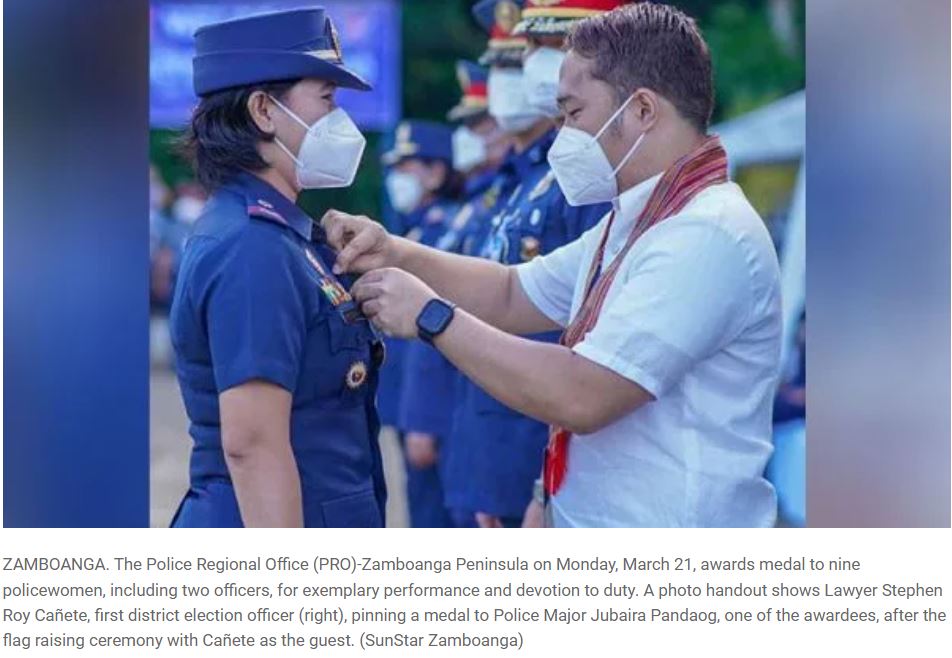 ZAMBOANGA. The Police Regional Office (PRO)-Zamboanga Peninsula on Monday, March 21, awards medal to nine
policewomen, including two officers, for exemplary performance and devotion to duty. A photo handout shows Lawyer Stephen
Roy Cañete, first district election officer (right), pinning a medal to Police Major Jubaira Pandaog, one of the awardees, after the
flag raising ceremony with Cañete as the guest. (SunStar Zamboanga)